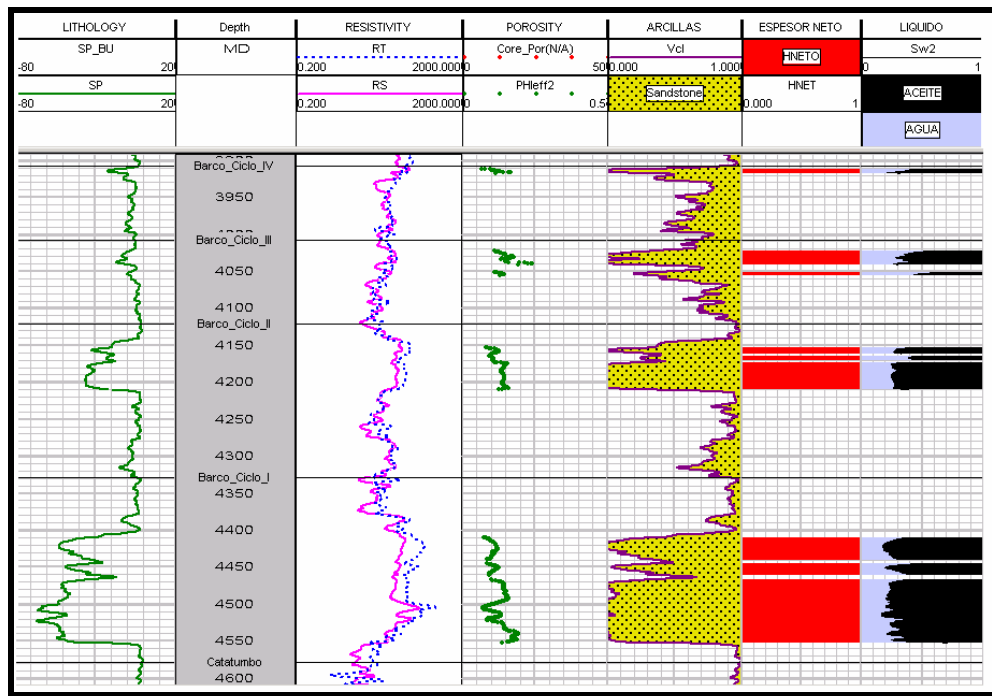 LITHOLOGY Depth RESISTIVITY POROSITY ARCILLAS ESPESOR NETO LIQUIDO
SP_BU MD RT Core_Por(N/A) Vcl HNETO Sw2
-80 20 0.200 2000.000 0 50 0.000 1.000 0 1
SP RS PHIeff2 Sandstone HNET ACEITE
-80 20 0.200 2000.000 0 0.5 0.000 1
AGUA
Barco_Ciclo_IV
3950
Barco_Ciclo_III
4050
4100
Barco_Ciclo_II
4150
4200
4250
4300
Barco_Ciclo_I
4350
4400
4450
4500
4550
Catatumbo
4600